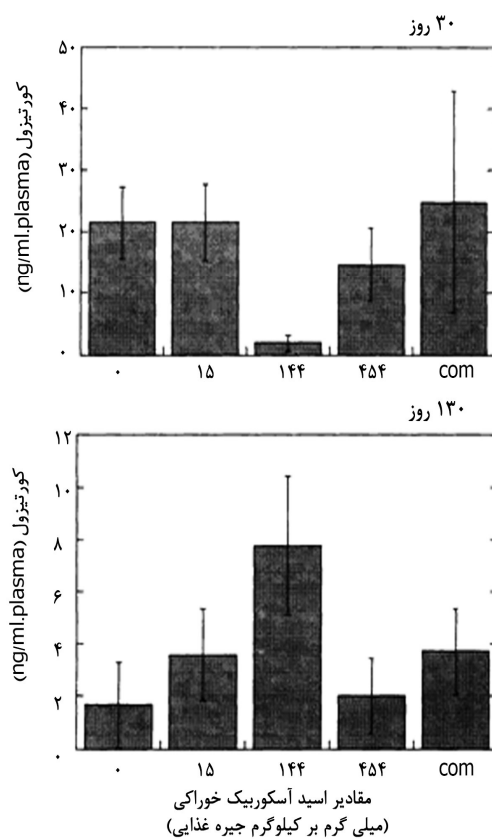 ۳۰ روز
کورتیزول (ng/ml.plasma)
۵۰
۴۰
۳۰
۲۰
۱۰
۰
۰ ۱۵ ۱۴۴ ۴۵۴ com
۱۳۰ روز
کورتیزول (ng/ml.plasma)
۱۲
۱۰
۸
۶
۴
۲
۰
۰ ۱۵ ۱۴۴ ۴۵۴ com
مقادیر اسید آسکوربیک خوراکی
(میلی گرم بر کیلوگرم جیره غذایی)